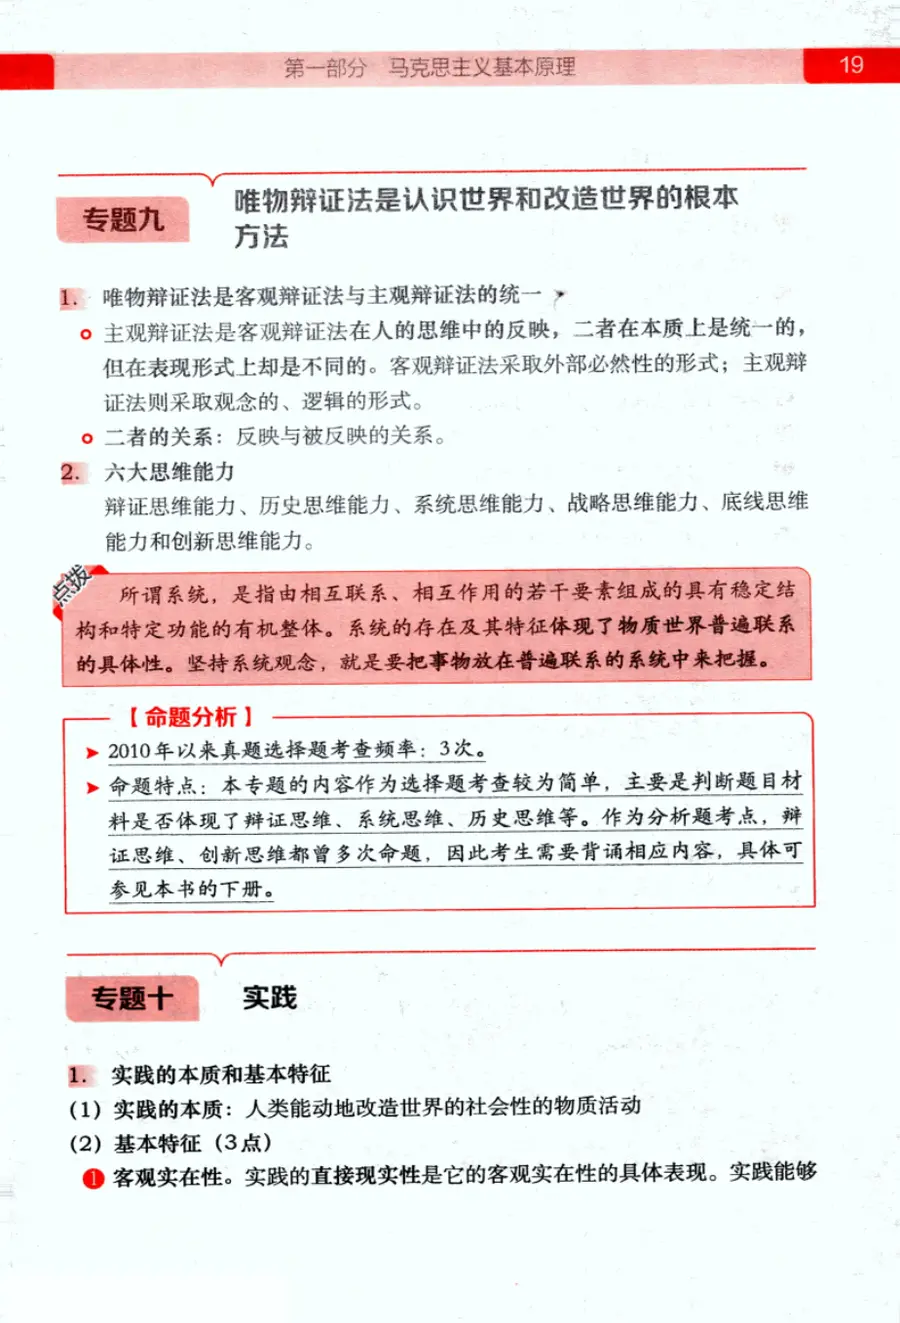 第一部分 马克思主义基本原理 19
专题九
唯物辩证法是认识世界和改造世界的根本
方法
1. 唯物辩证法是客观辩证法与主观辩证法的统一
主观辩证法是客观辩证法在人的思维中的反映，二者在本质上是统一的，
但在表现形式上却是不同的。客观辩证法采取外部必然性的形式；主观辩
证法则采取观念的、逻辑的形式。
二者的关系：反映与被反映的关系。
2. 六大思维能力
辩证思维能力、历史思维能力、系统思维能力、战略思维能力、底线思维
能力和创新思维能力。
点拨
所谓系统，是指由相互联系、相互作用的若干要素组成的具有稳定结
构和特定功能的有机整体。系统的存在及其特征体现了物质世界普遍联系
的具体性。坚持系统观念，就是要把事物放在普遍联系的系统中来把握。
【命题分析】
2010年以来真题选择题考查频率：3次。
命题特点：本专题的内容作为选择题考查较为简单，主要是判断题目材
料是否体现了辩证思维、系统思维、历史思维等。作为分析题考点，辩
证思维、创新思维都曾多次命题，因此考生需要背诵相应内容，具体可
参见本书的下册。
专题十 实践
1. 实践的本质和基本特征
(1) 实践的本质：人类能动地改造世界的社会性的物质活动
(2) 基本特征（3点）
❶ 客观实在性。实践的直接现实性是它的客观实在性的具体表现。实践能够